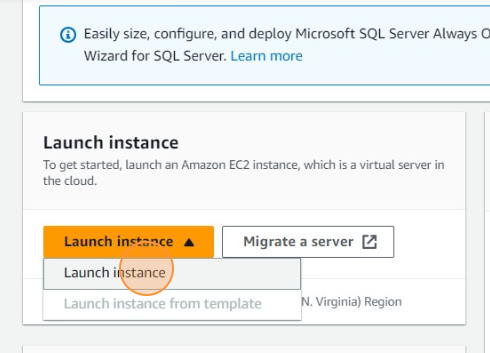 Easily size, configure, and deploy Microsoft SQL Server Always
Wizard for SQL Server. Learn more
Launch instance
To get started, launch an Amazon EC2 instance, which is a virtual server in
the cloud.
Launch instance
Migrate a server
Launch instance
Launch instance from template
N. Virginia) Region